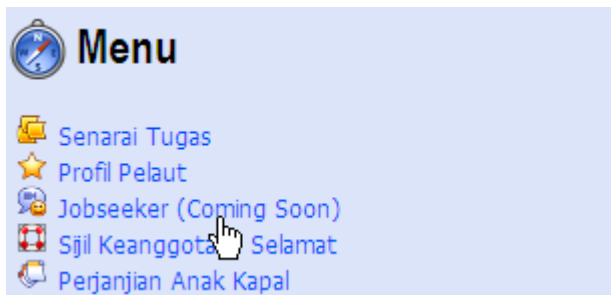 Menu
Senarai Tugas
Profil Pelaut
Jobseeker (Coming Soon)
Sijil Selamat
Perjanjian Anak Kapal